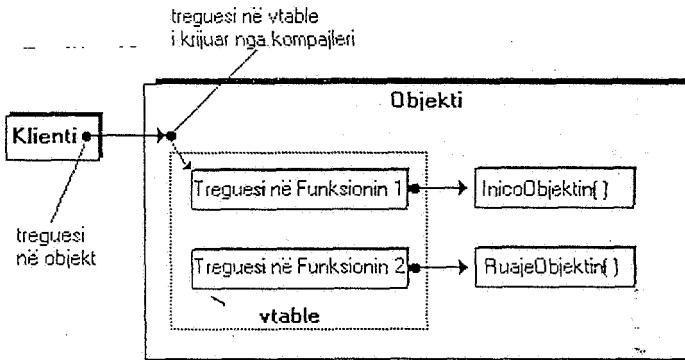 treguesi në vtable
i krijuar nga kompajleri
Objekti
Klienti
Treguesi në Funksionin 1
InicoObjektin()
treguesi
në objekt
Treguesi në Funksionin 2
RuajeObjektin()
vtable